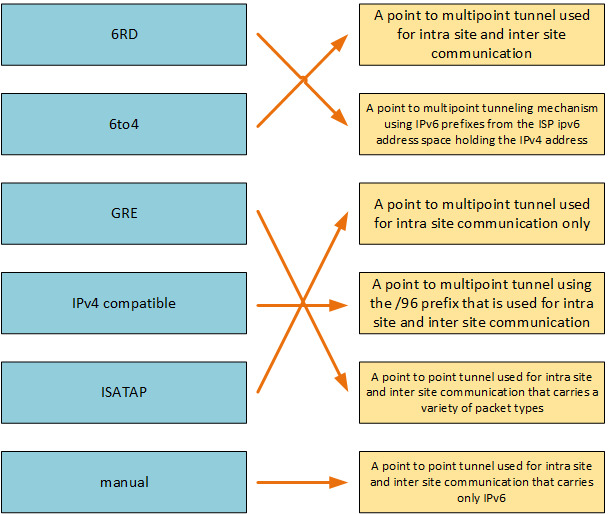 6RD
A point to multipoint tunnel used
for intra site and inter site
communication
6to4
A point to multipoint tunneling mechanism
using IPv6 prefixes from the ISP ipv6
address space holding the IPv4 address
GRE
A point to multipoint tunnel used
for intra site communication only
IPv4 compatible
A point to multipoint tunnel using
the /96 prefix that is used for intra
site and inter site communication
ISATAP
A point to point tunnel used for intra site
and inter site communication that carries a
variety of packet types
manual
A point to point tunnel used for intra site
and inter site communication that carries
only IPv6